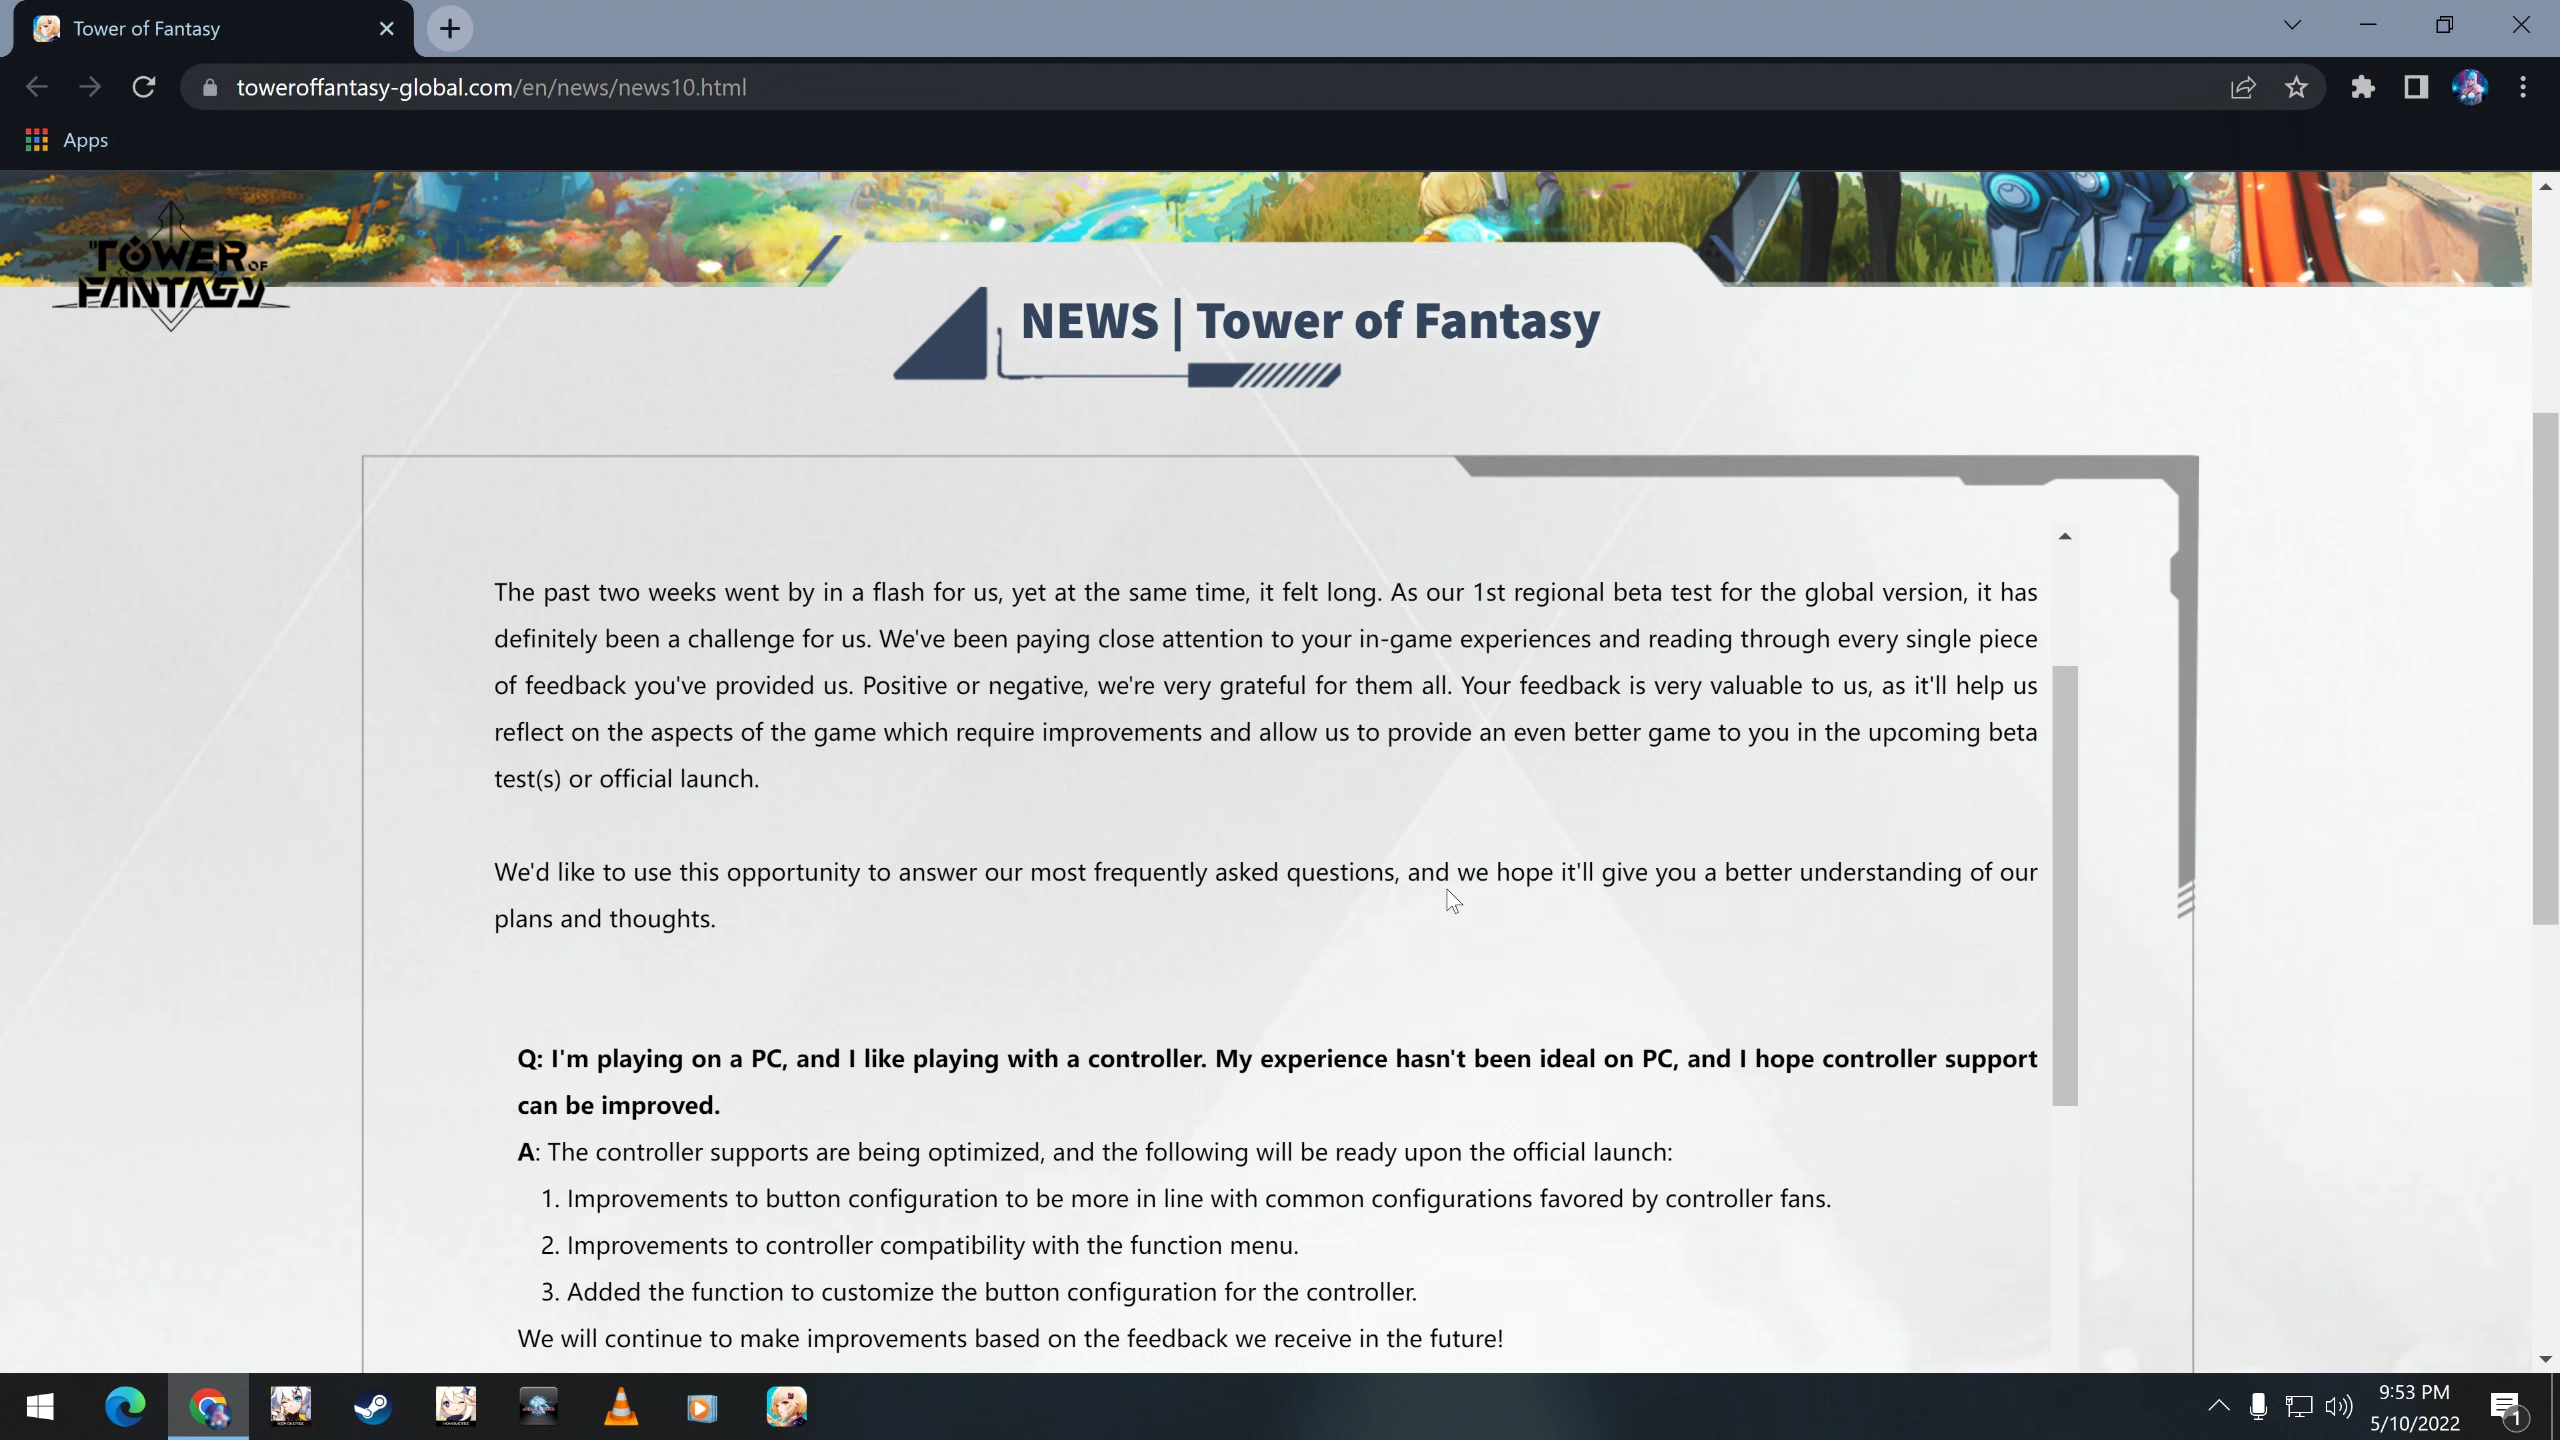 Tower of Fantasy
toweroffantasy-global.com/en/news/news10.html
Apps
TOWER OF
FANTASY
NEWS | Tower of Fantasy
The past two weeks went by in a flash for us, yet at the same time, it felt long. As our 1st regional beta test for the global version, it has
definitely been a challenge for us. We've been paying close attention to your in-game experiences and reading through every single piece
of feedback you've provided us. Positive or negative, we're very grateful for them all. Your feedback is very valuable to us, as it'll help us
reflect on the aspects of the game which require improvements and allow us to provide an even better game to you in the upcoming beta
test(s) or official launch.
We'd like to use this opportunity to answer our most frequently asked questions, and we hope it'll give you a better understanding of our
plans and thoughts.
Q: I'm playing on a PC, and I like playing with a controller. My experience hasn't been ideal on PC, and I hope controller support
can be improved.
A: The controller supports are being optimized, and the following will be ready upon the official launch:
1. Improvements to button configuration to be more in line with common configurations favored by controller fans.
2. Improvements to controller compatibility with the function menu.
3. Added the function to customize the button configuration for the controller.
We will continue to make improvements based on the feedback we receive in the future!
9:53 PM
5/10/2022
1